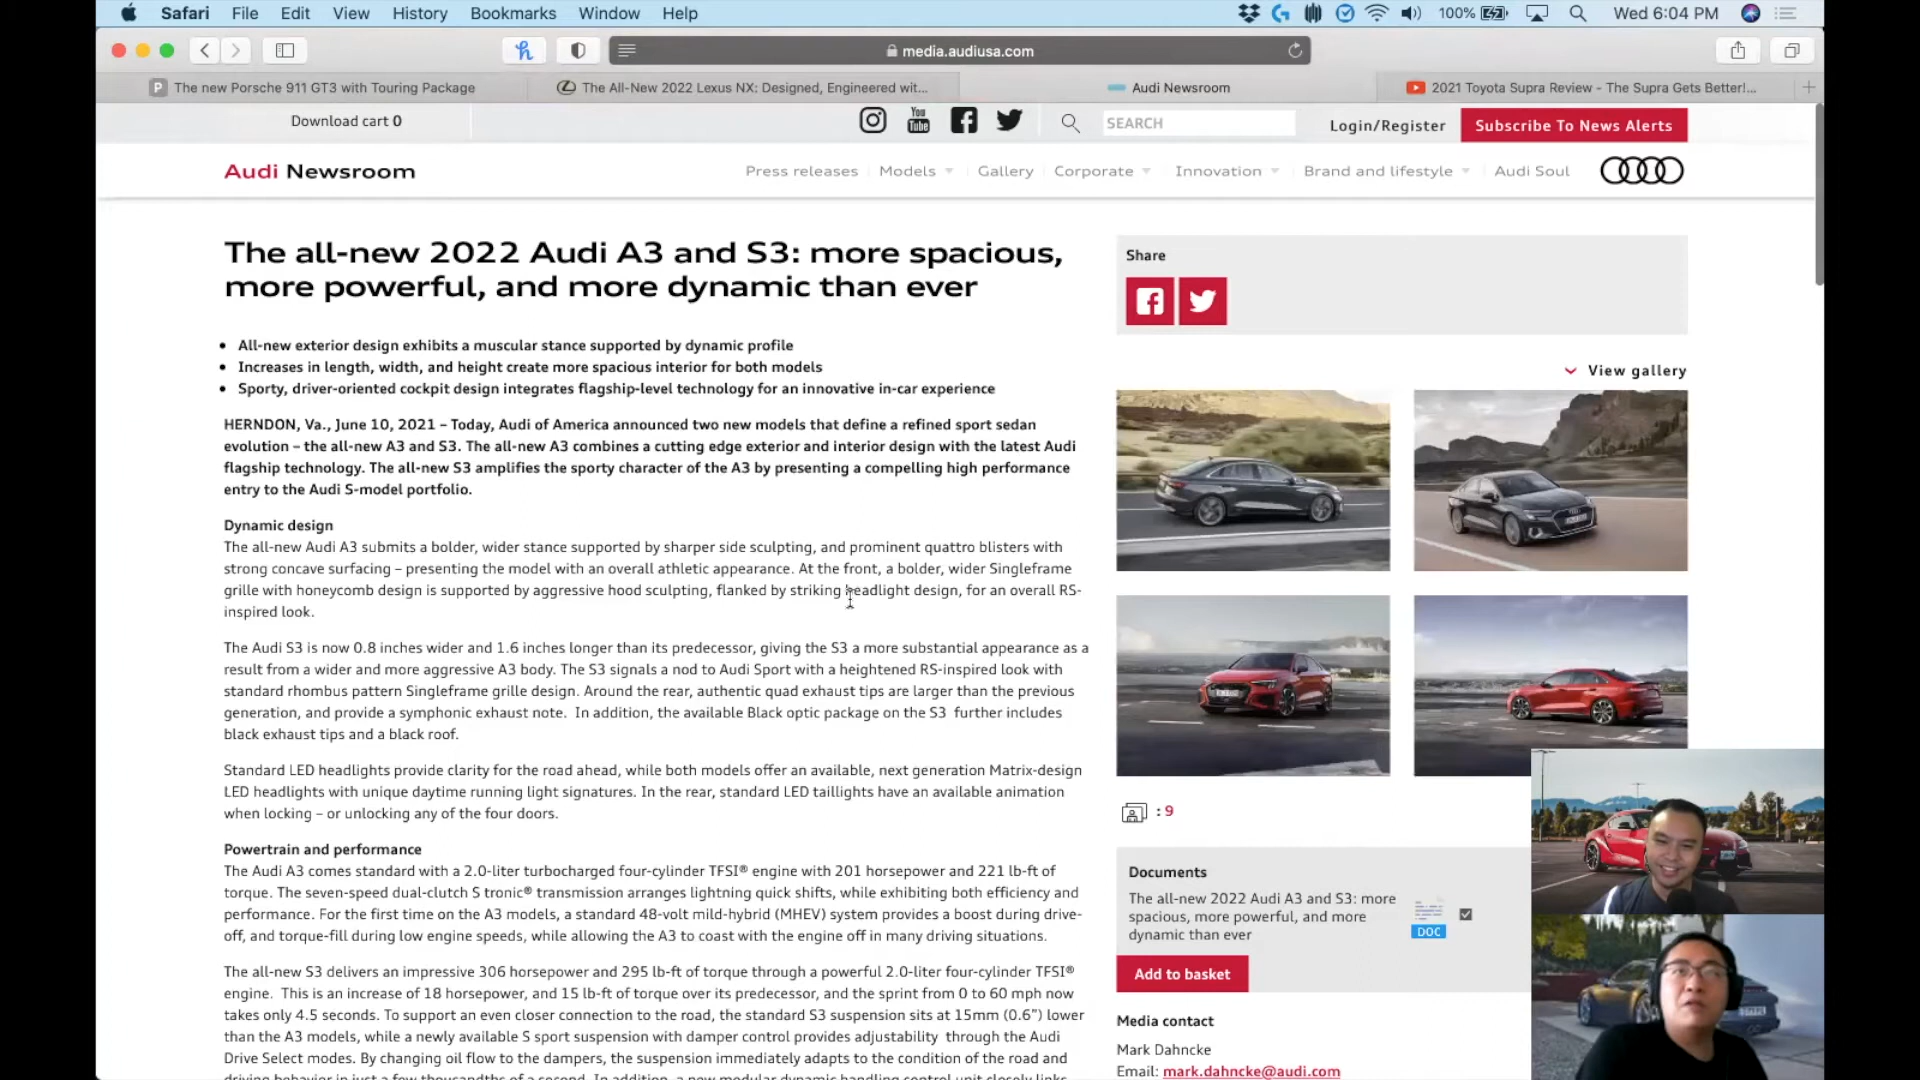 Safari File Edit View History Bookmarks Window Help 100% Wed 6:04 PM
media.audiusa.com
The new Porsche 911 GT3 with Touring Package
The All-New 2022 Lexus NX: Designed, Engineered wit...
Audi Newsroom
2021 Toyota Supra Review - The Supra Gets Better!...
Download cart 0
You Tube
SEARCH
Login/Register
Subscribe To News Alerts
Audi Newsroom
Press releases Models Gallery Corporate Innovation Brand and lifestyle Audi Soul
The all-new 2022 Audi A3 and S3: more spacious,
more powerful, and more dynamic than ever
• All-new exterior design exhibits a muscular stance supported by dynamic profile
• Increases in length, width, and height create more spacious interior for both models
• Sporty, driver-oriented cockpit design integrates flagship-level technology for an innovative in-car experience
HERNDON, Va., June 10, 2021 – Today, Audi of America announced two new models that define a refined sport sedan
evolution – the all-new A3 and S3. The all-new A3 combines a cutting edge exterior and interior design with the latest Audi
flagship technology. The all-new S3 amplifies the sporty character of the A3 by presenting a compelling high performance
entry to the Audi S-model portfolio.
Dynamic design
The all-new Audi A3 submits a bolder, wider stance supported by sharper side sculpting, and prominent quattro blisters with
strong concave surfacing – presenting the model with an overall athletic appearance. At the front, a bolder, wider Singleframe
grille with honeycomb design is supported by aggressive hood sculpting, flanked by striking headlight design, for an overall RS-
inspired look.
The Audi S3 is now 0.8 inches wider and 1.6 inches longer than its predecessor, giving the S3 a more substantial appearance as a
result from a wider and more aggressive A3 body. The S3 signals a nod to Audi Sport with a heightened RS-inspired look with
standard rhombus pattern Singleframe grille design. Around the rear, authentic quad exhaust tips are larger than the previous
generation, and provide a symphonic exhaust note. In addition, the available Black optic package on the S3 further includes
black exhaust tips and a black roof.
Standard LED headlights provide clarity for the road ahead, while both models offer an available, next generation Matrix-design
LED headlights with unique daytime running light signatures. In the rear, standard LED taillights have an available animation
when locking – or unlocking any of the four doors.
Powertrain and performance
The Audi A3 comes standard with a 2.0-liter turbocharged four-cylinder TFSI® engine with 201 horsepower and 221 lb-ft of
torque. The seven-speed dual-clutch S tronic® transmission arranges lightning quick shifts, while exhibiting both efficiency and
performance. For the first time on the A3 models, a standard 48-volt mild-hybrid (MHEV) system provides a boost during drive-
off, and torque-fill during low engine speeds, while allowing the A3 to coast with the engine off in many driving situations.
The all-new S3 delivers an impressive 306 horsepower and 295 lb-ft of torque through a powerful 2.0-liter four-cylinder TFSI®
engine. This is an increase of 18 horsepower, and 15 lb-ft of torque over its predecessor, and the sprint from 0 to 60 mph now
takes only 4.5 seconds. To support an even closer connection to the road, the standard S3 suspension sits at 15mm (0.6”) lower
than the A3 models, while a newly available S sport suspension with damper control provides adjustability through the Audi
Drive Select modes. By changing oil flow to the dampers, the suspension immediately adapts to the condition of the road and
driving behavior in just a few thousandths of a second. In addition, a new modular dynamic handling control unit closely links
Share
View gallery
: 9
Documents
The all-new 2022 Audi A3 and S3: more
spacious, more powerful, and more
dynamic than ever
DOC
Add to basket
Media contact
Mark Dahncke
Email: mark.dahncke@audi.com